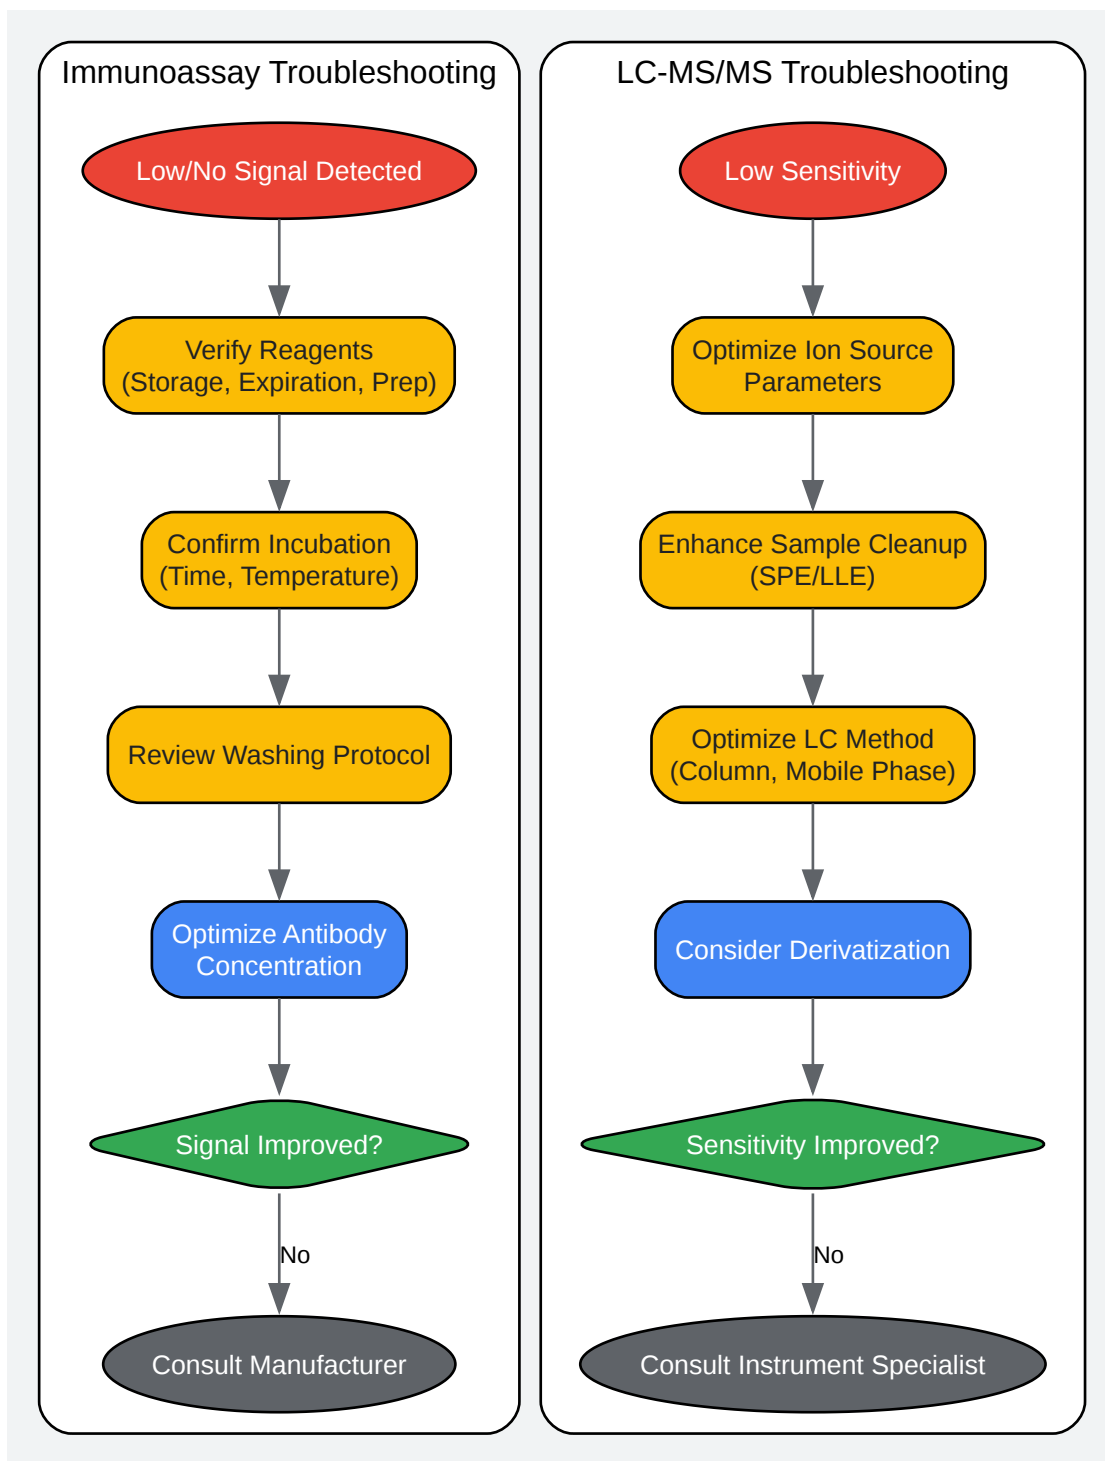 Immunoassay Troubleshooting
Low/No Signal Detected
Verify Reagents
(Storage, Expiration, Prep)
Confirm Incubation
(Time, Temperature)
Review Washing Protocol
Optimize Antibody
Concentration
Signal Improved?
No
Consult Manufacturer
LC-MS/MS Troubleshooting
Low Sensitivity
Optimize Ion Source
Parameters
Enhance Sample Cleanup
(SPE/LLE)
Optimize LC Method
(Column, Mobile Phase)
Consider Derivatization
Sensitivity Improved?
No
Consult Instrument Specialist